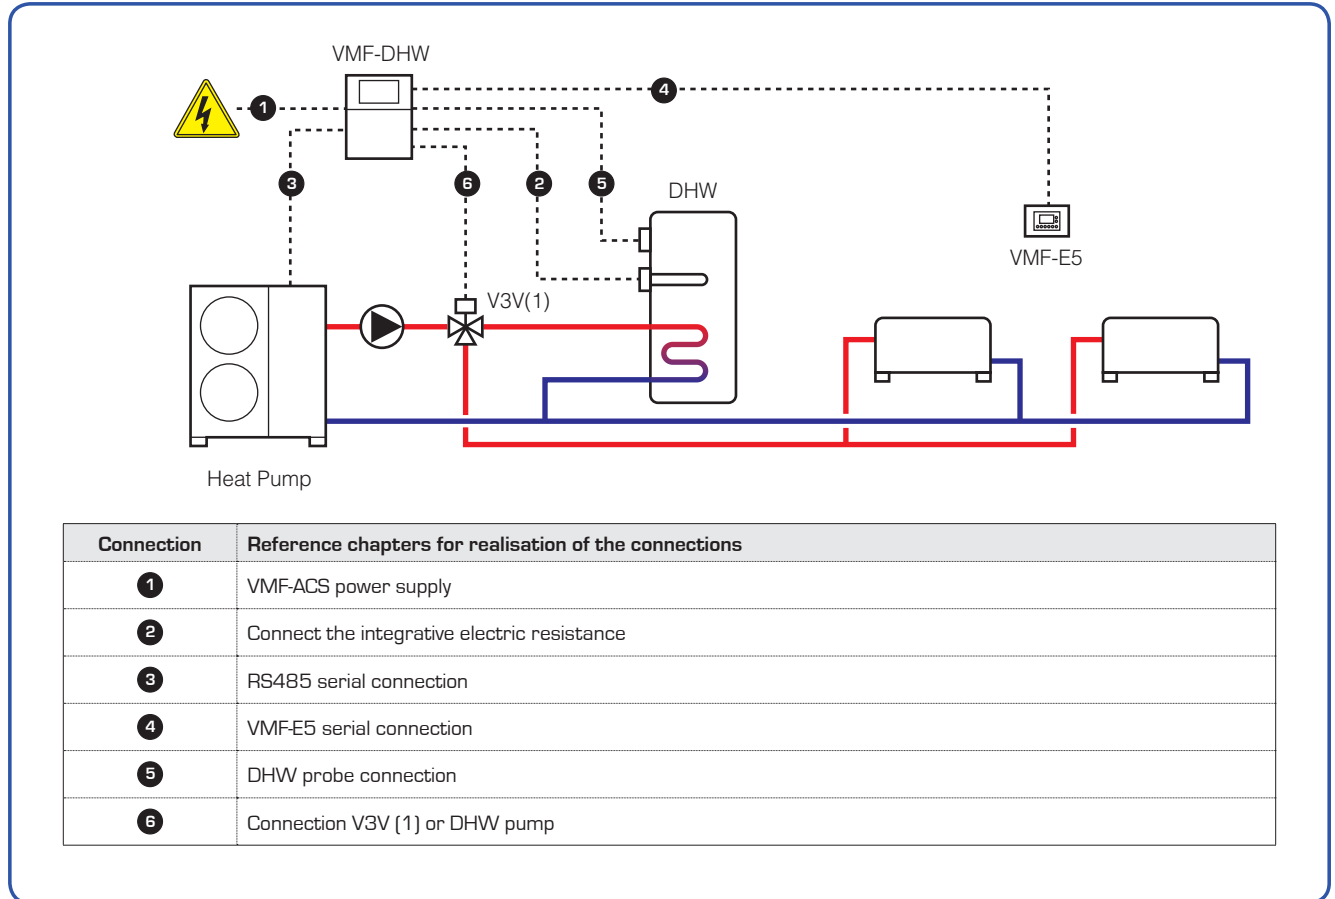 VMF-DHW
4
1
3
6
2
5
DHW
VMF-E5
V3V(1)
Heat Pump
Connection Reference chapters for realisation of the connections
1 VMF-ACS power supply
2 Connect the integrative electric resistance
3 RS485 serial connection
4 VMF-E5 serial connection
5 DHW probe connection
6 Connection V3V (1) or DHW pump